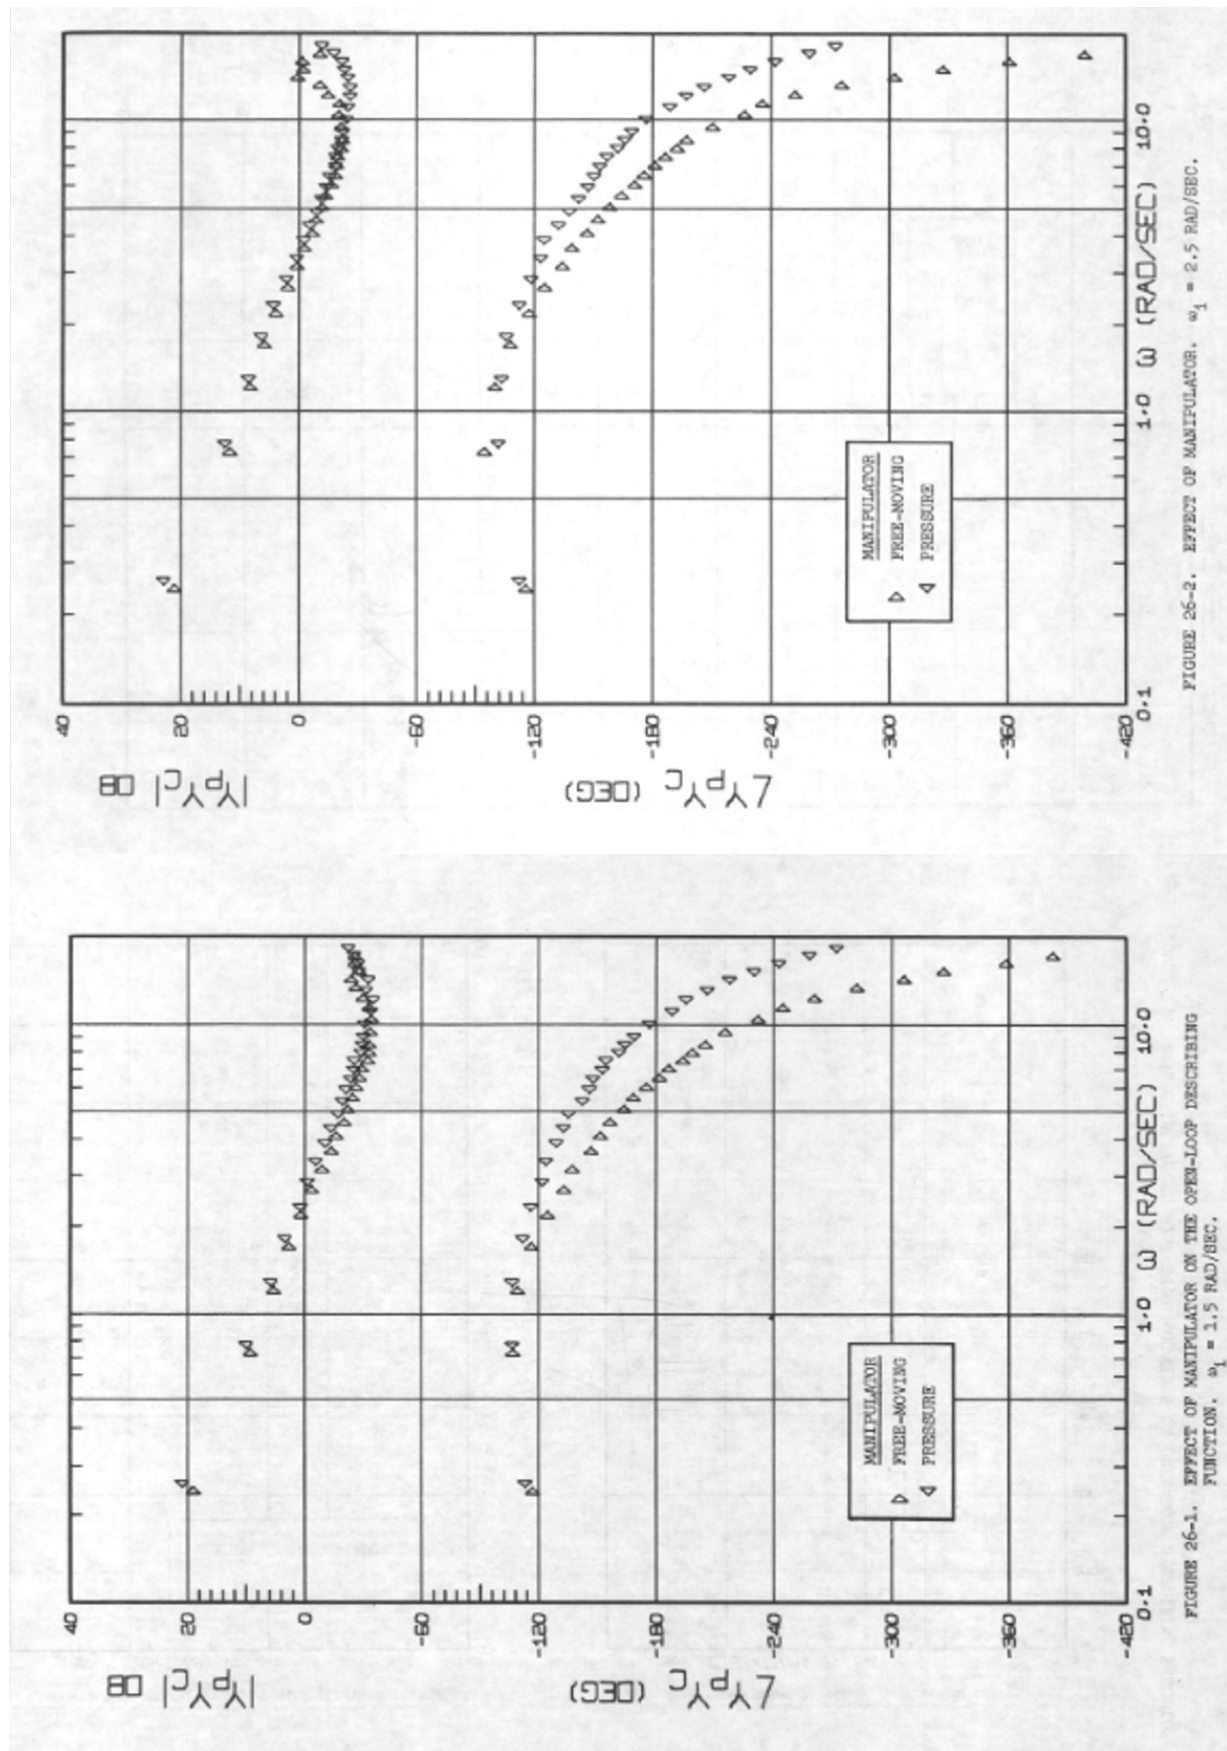 40
20
0
-60
-120
-180
-240
-300
-360
-420
|YpYc| DB
∠YpYc (DEG)
0.1
1.0
10.0
ω (RAD/SEC)
MANIPULATOR
FREE-MOVING
PRESSURE
FIGURE 26-2. EFFECT OF MANIPULATOR. ωi = 2.5 RAD/SEC.
40
20
0
-60
-120
-180
-240
-300
-360
-420
|YpYc| DB
∠YpYc (DEG)
0.1
1.0
10.0
ω (RAD/SEC)
MANIPULATOR
FREE-MOVING
PRESSURE
FIGURE 26-1. EFFECT OF MANIPULATOR ON THE OPEN-LOOP DESCRIBING
FUNCTION. ωi = 1.5 RAD/SEC.